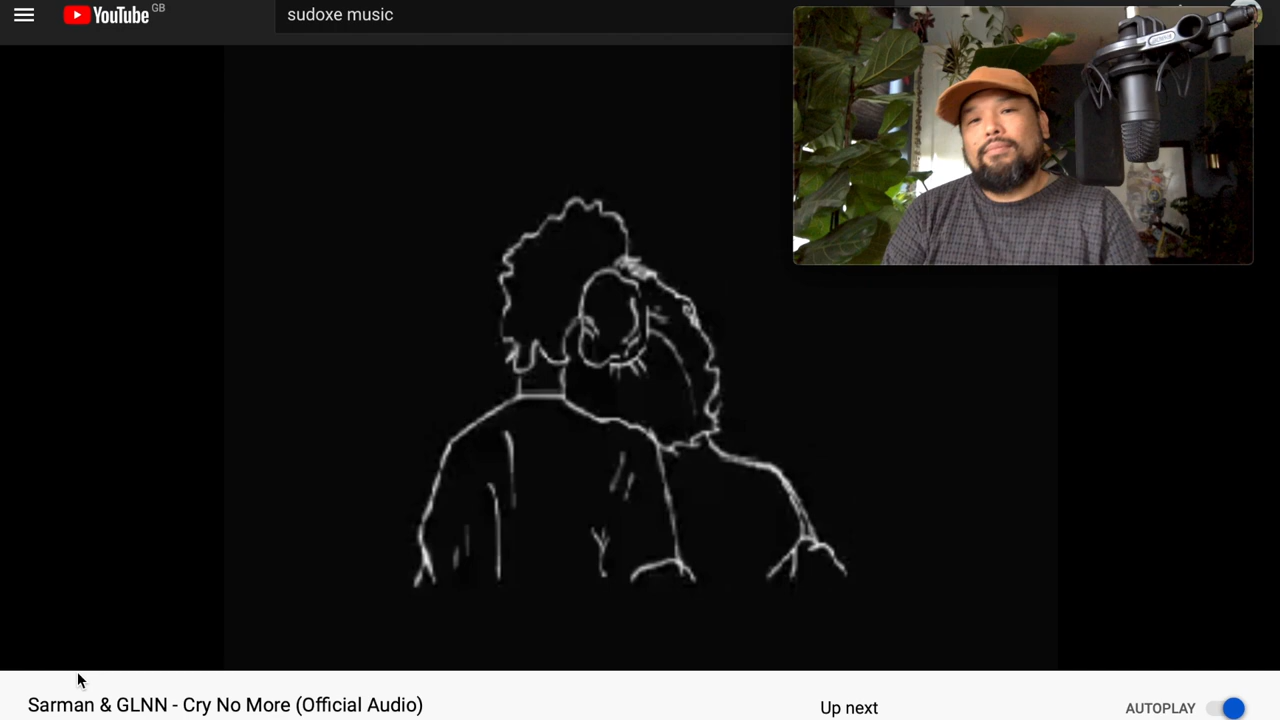 YouTube GB
sudoxe music
Sarman & GLNN - Cry No More (Official Audio)
Up next
AUTOPLAY